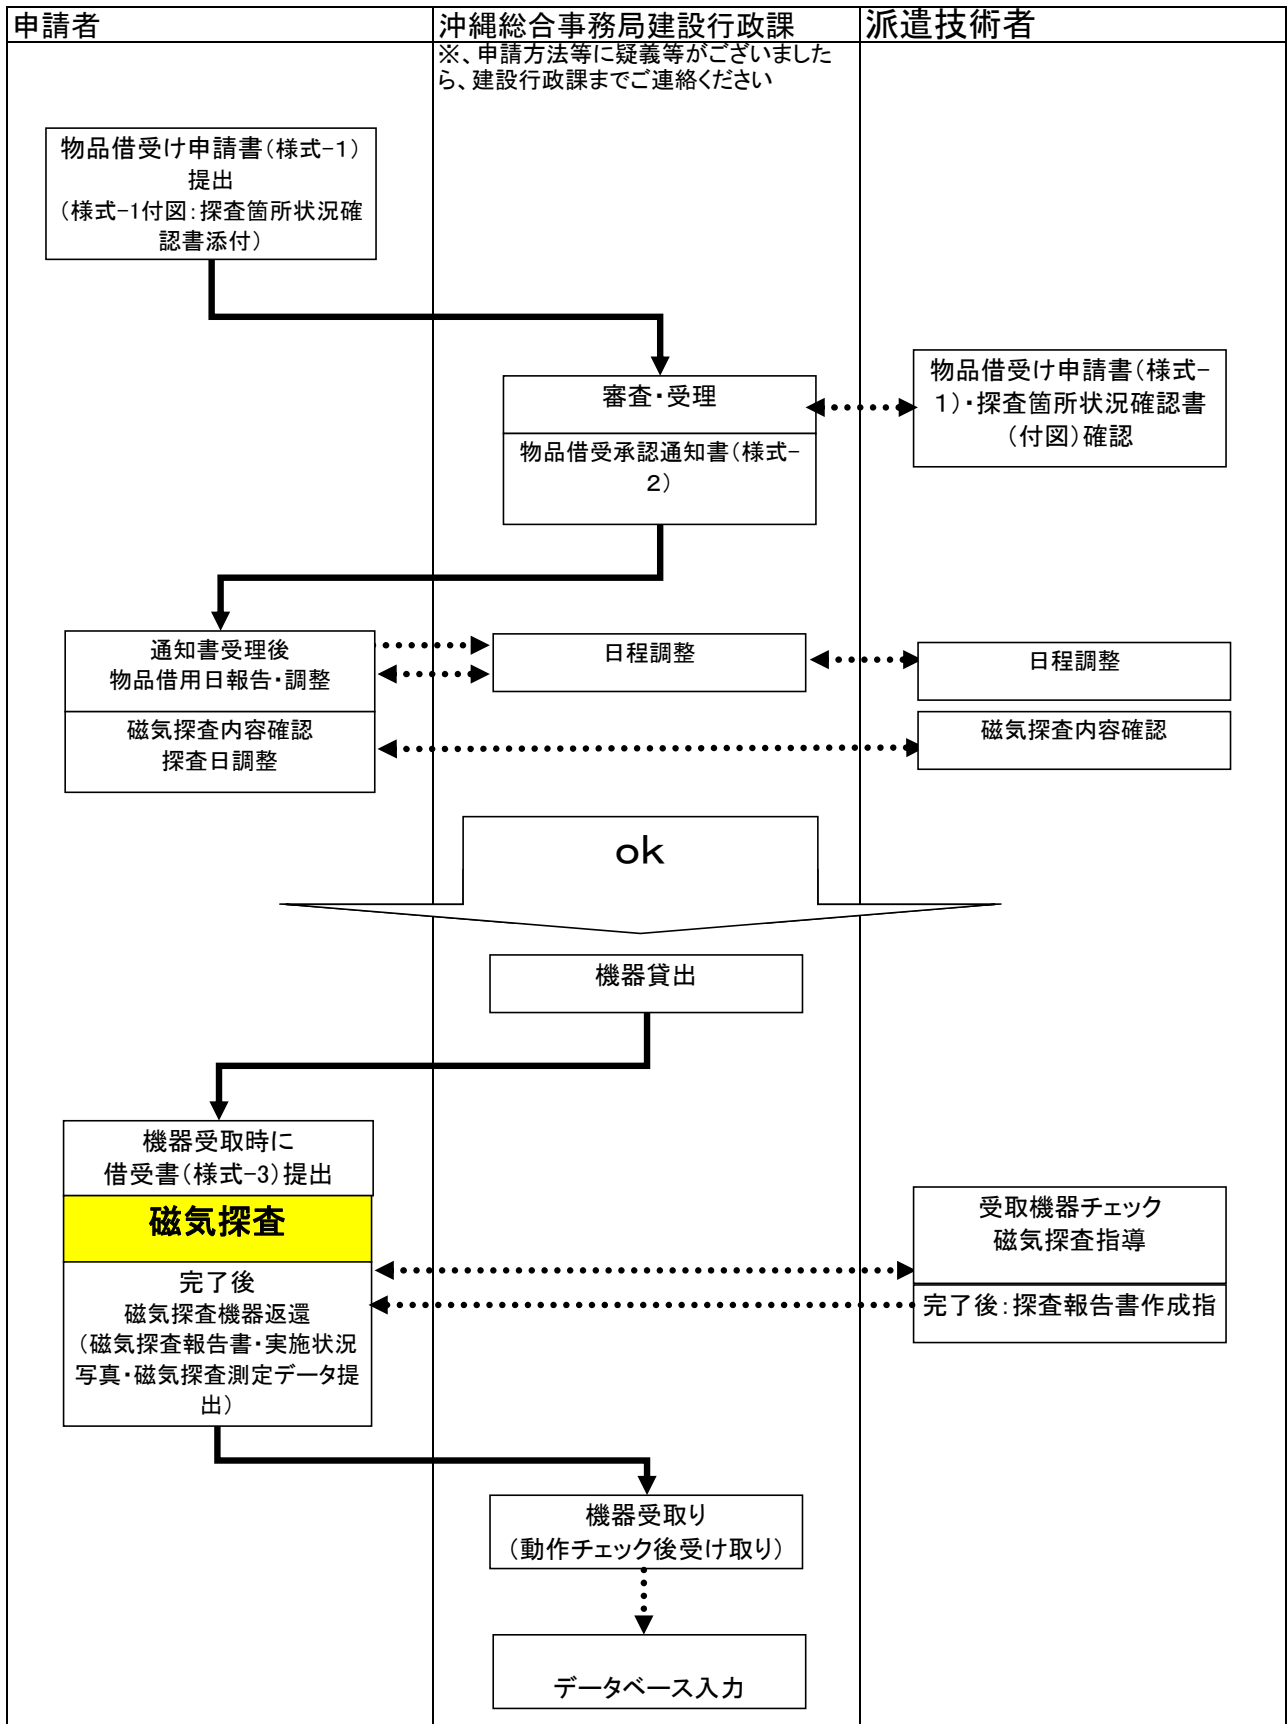 申請者
沖縄総合事務局建設行政課
派遣技術者
※、申請方法等に疑義等がございました
ら、建設行政課までご連絡ください
物品借受け申請書(様式-1)
提出
(様式-1付図:探査箇所状況確
認書添付)
審査・受理
物品借受承認通知書(様式-
2)
物品借受け申請書(様式-
1)・探査箇所状況確認書
(付図)確認
通知書受理後
物品借用日報告・調整
日程調整
日程調整
磁気探査内容確認
探査日調整
磁気探査内容確認
ok
機器貸出
機器受取時に
借受書(様式-3)提出
磁気探査
受取機器チェック
磁気探査指導
完了後
磁気探査機器返還
(磁気探査報告書・実施状況
写真・磁気探査測定データ提
出)
完了後:探査報告書作成指
機器受取り
(動作チェック後受け取り)
データベース入力